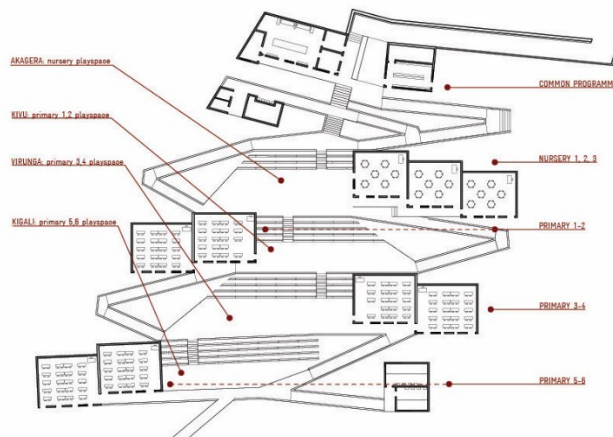 AKAGERA: nursery playspace
COMMON PROGRAMM
KIVU: primary 1,2 playspace
VIRUNGA: primary 3,4 playspace
NURSERY 1, 2, 3
KIGALI: primary 5,6 playspace
PRIMARY 1-2
PRIMARY 3-4
PRIMARY 5-6